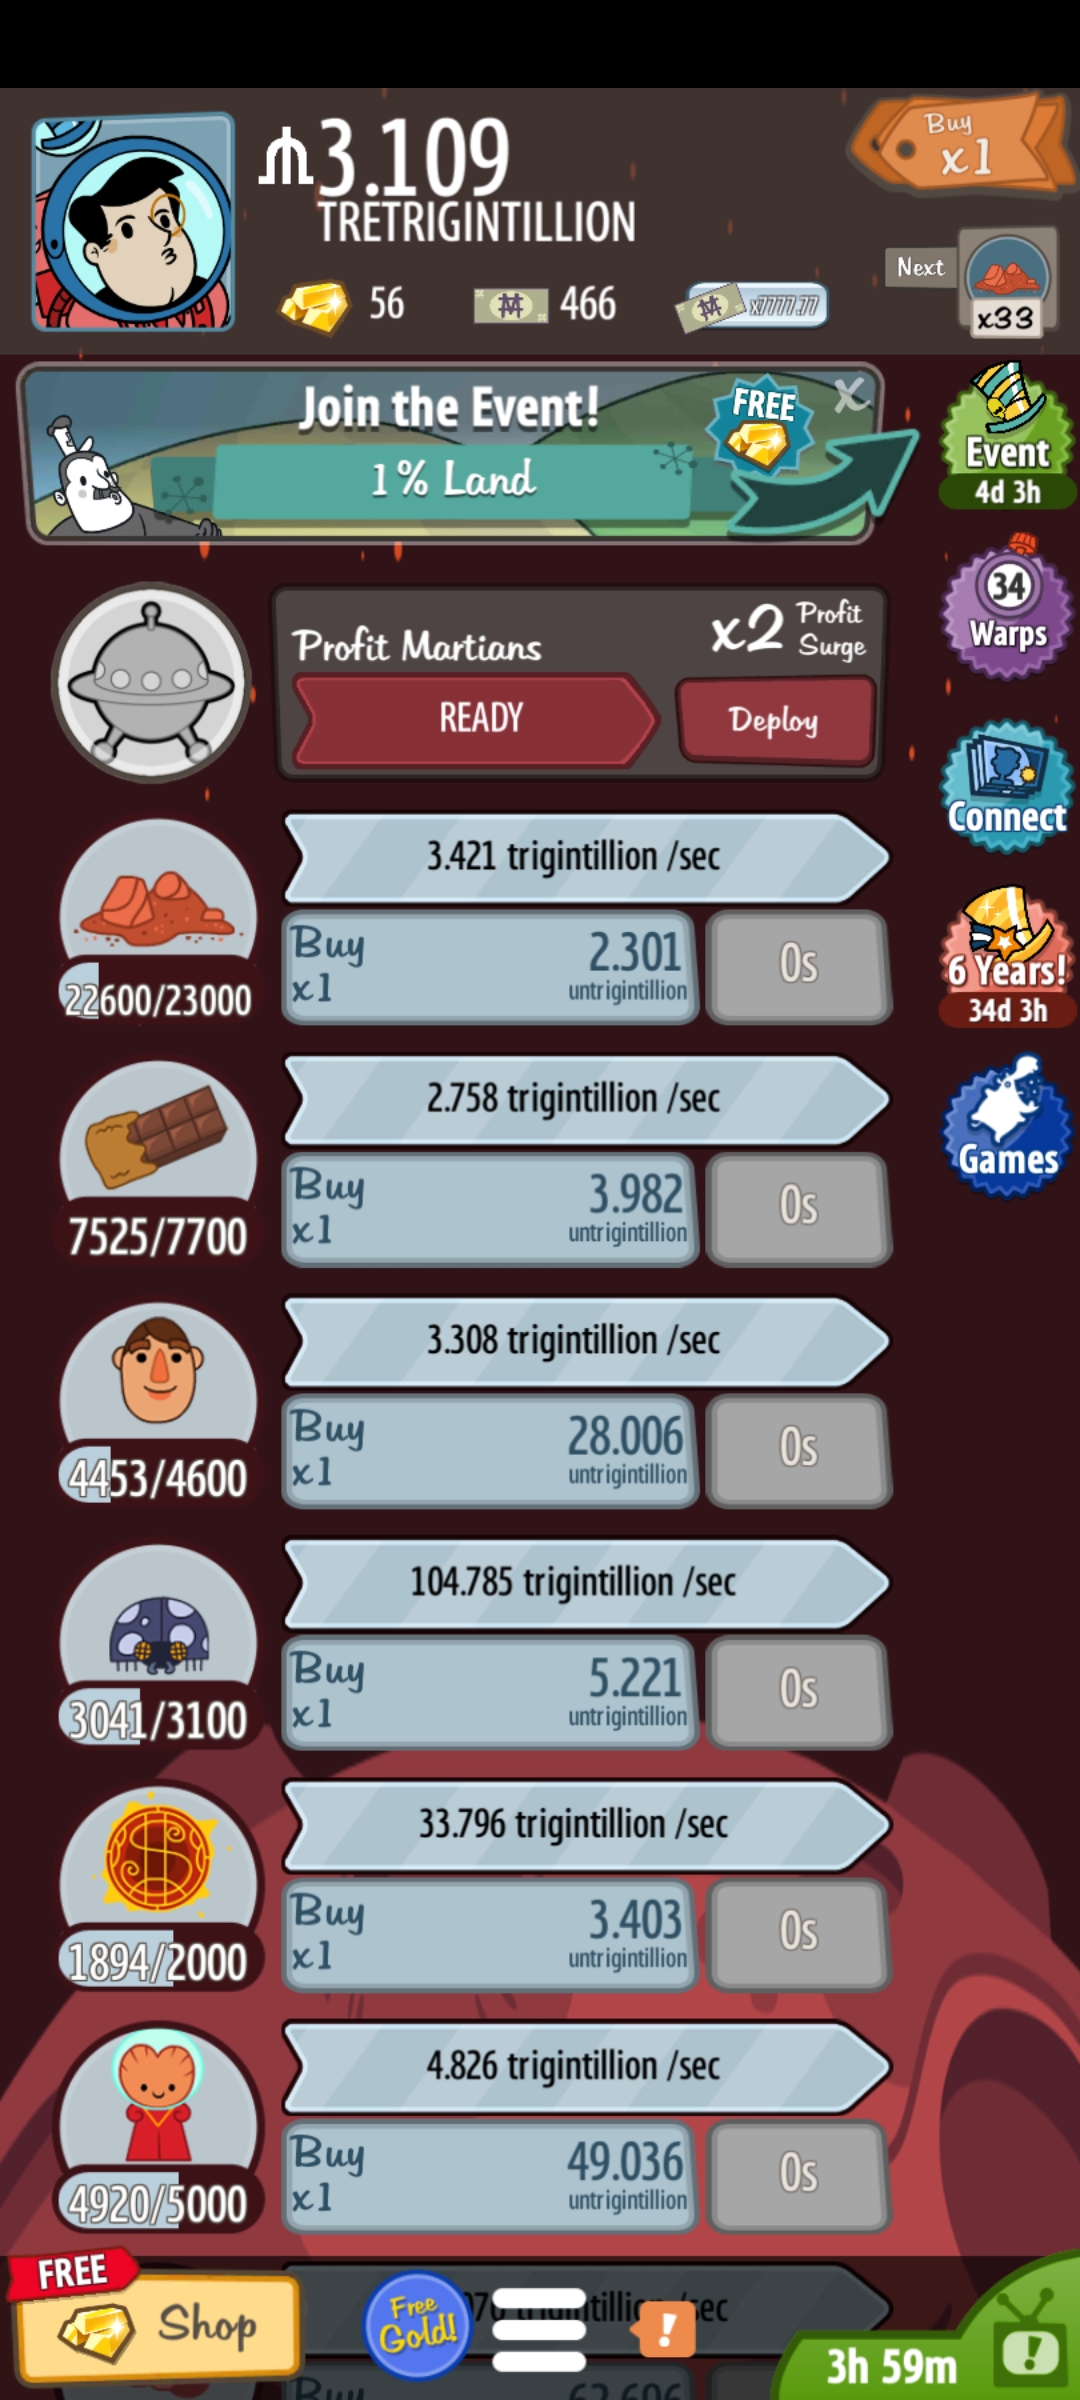 3.109
TRETRIGINTILLION
Buy
x1
56
466
x7777.77
Next
x33
Join the Event!
1% Land
FREE
X
Event
4d 3h
Profit Martians
x2 Profit Surge
READY
Deploy
34
Warps
Connect
6 Years!
34d 3h
Games
3.421 trigintillion /sec
Buy
x1
2.301
untrigintillion
0s
22600/23000
2.758 trigintillion /sec
Buy
x1
3.982
untrigintillion
0s
7525/7700
3.308 trigintillion /sec
Buy
x1
28.006
untrigintillion
0s
4453/4600
104.785 trigintillion /sec
Buy
x1
5.221
untrigintillion
0s
3041/3100
33.796 trigintillion /sec
Buy
x1
3.403
untrigintillion
0s
1894/2000
4.826 trigintillion /sec
Buy
x1
49.036
untrigintillion
0s
4920/5000
FREE
Shop
Free
Gold!
!
/sec
3h 59m
!
Buy